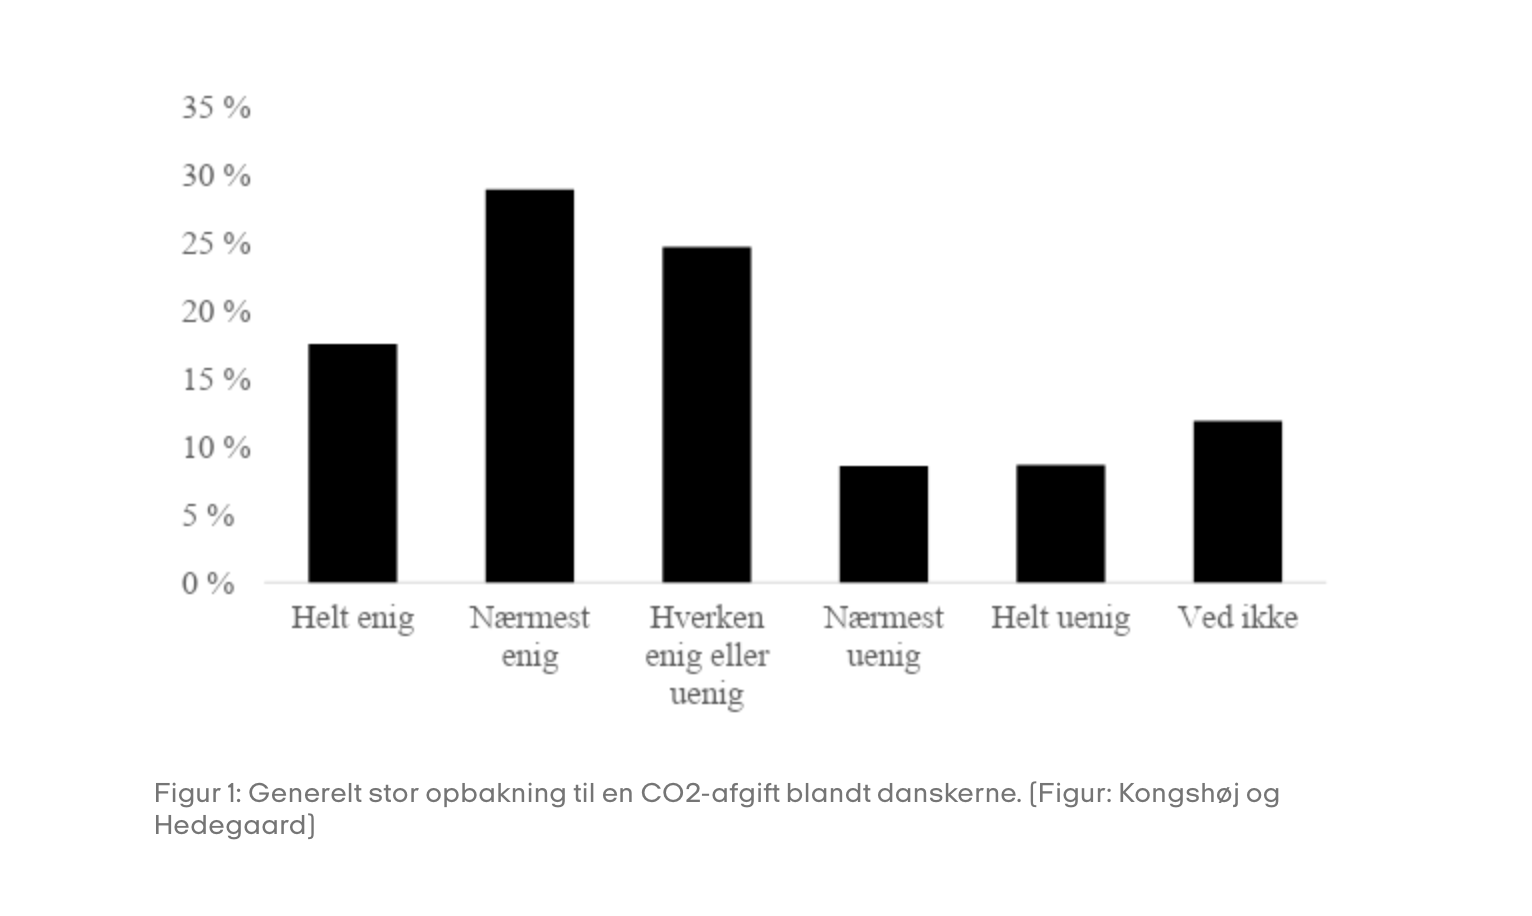 35 %
30 %
25 %
20 %
15 %
10 %
5 %
0 %
Helt enig
Nærmest
enig
Hverken
enig eller
uenig
Nærmest
uenig
Helt uenig
Ved ikke
Figur 1: Generelt stor opbakning til en CO2-afgift blandt danskerne. (Figur: Kongshøj og
Hedegaard)